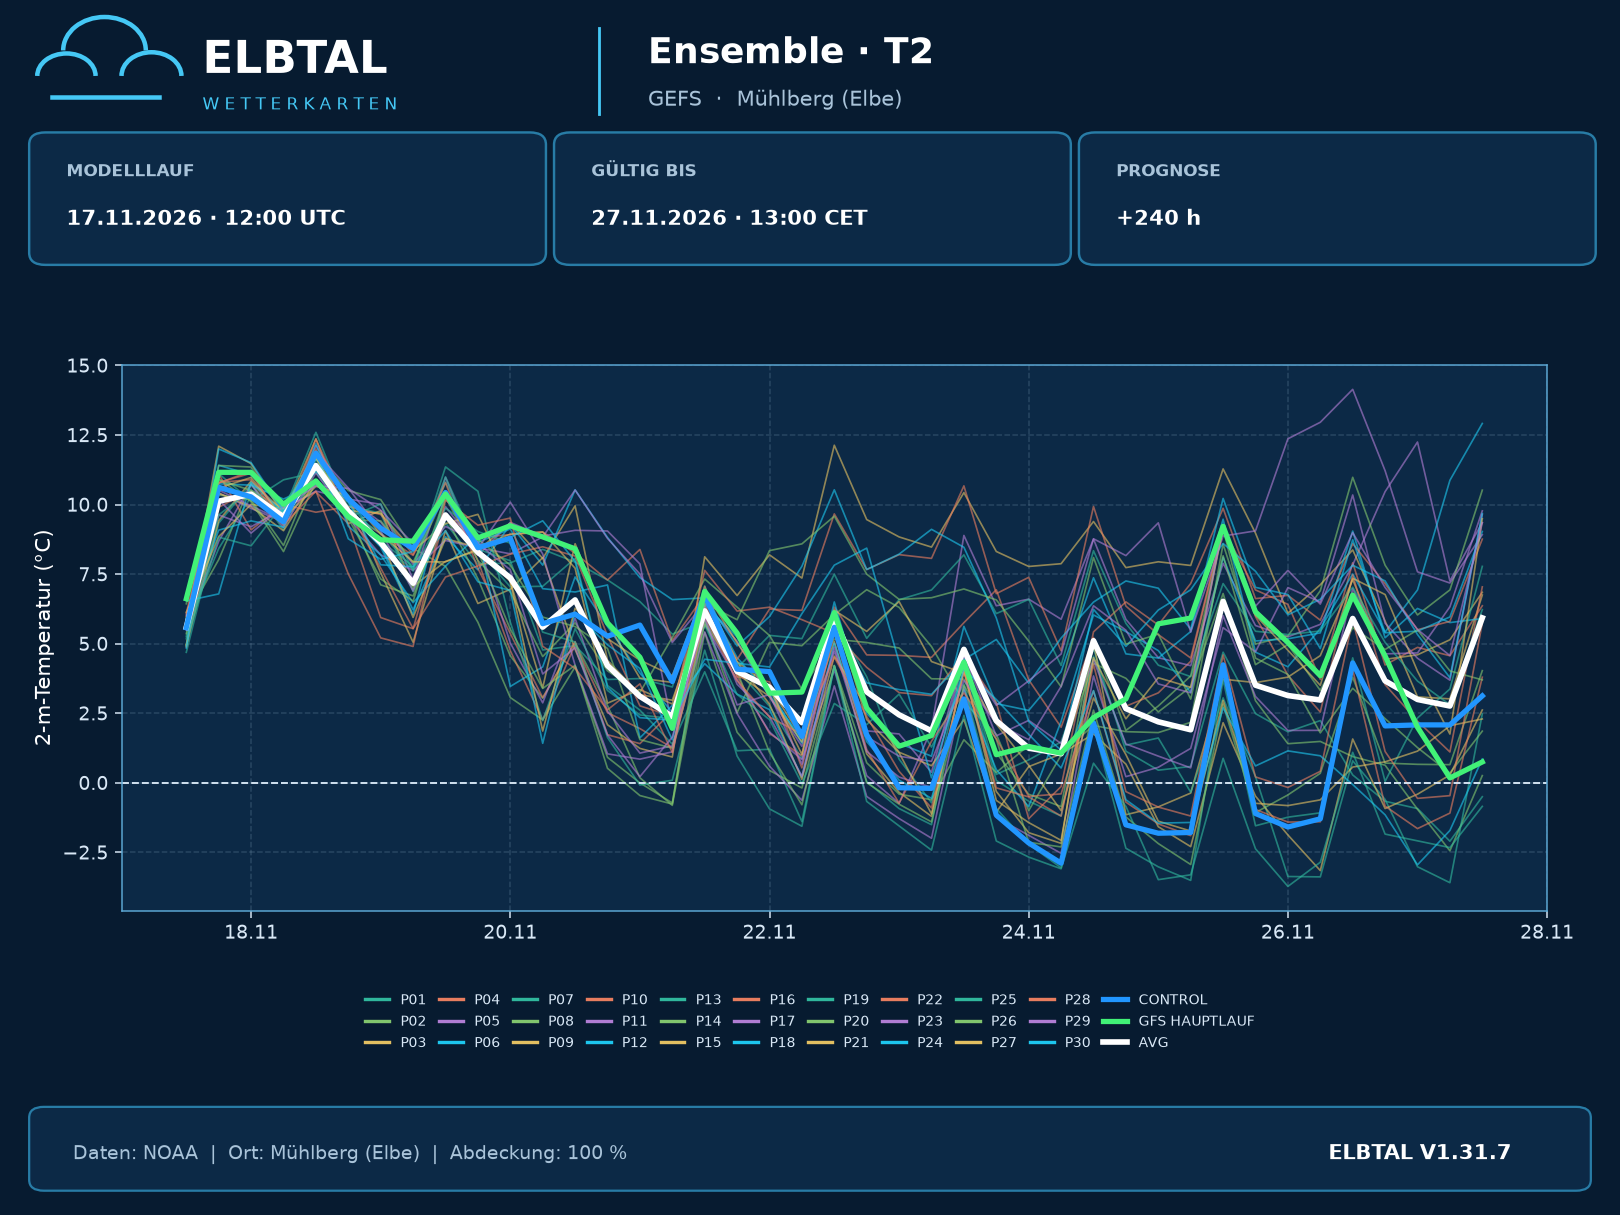 ELBTAL
WETTERKARTEN
Ensemble · T2
GEFS · Mühlberg (Elbe)
MODELLLAUF
17.11.2026 · 12:00 UTC
GÜLTIG BIS
27.11.2026 · 13:00 CET
PROGNOSE
+240 h
2-m-Temperatur (°C)
15.0
12.5
10.0
7.5
5.0
2.5
0.0
−2.5
18.11 20.11 22.11 24.11 26.11 28.11
P01 P04 P07 P10 P13 P16 P19 P22 P25 P28 CONTROL
P02 P05 P08 P11 P14 P17 P20 P23 P26 P29 GFS HAUPTLAUF
P03 P06 P09 P12 P15 P18 P21 P24 P27 P30 AVG
Daten: NOAA | Ort: Mühlberg (Elbe) | Abdeckung: 100 %
ELBTAL V1.31.7